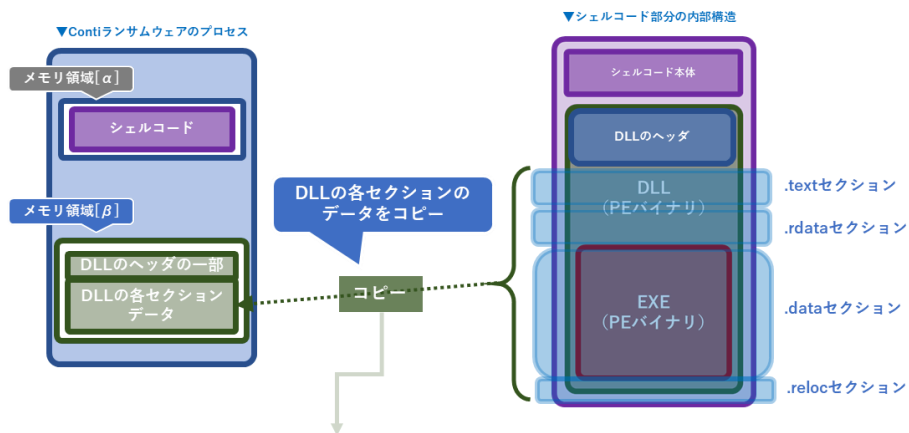 ▼Contiランサムウェアのプロセス
メモリ領域[α]
シェルコード
メモリ領域[β]
DLLのヘッダの一部
DLLの各セクション
データ
DLLの各セクションの
データをコピー
コピー
▼シェルコード部分の内部構造
シェルコード本体
DLLのヘッダ
DLL
（PEバイナリ）
EXE
（PEバイナリ）
.textセクション
.rdataセクション
.dataセクション
.relocセクション